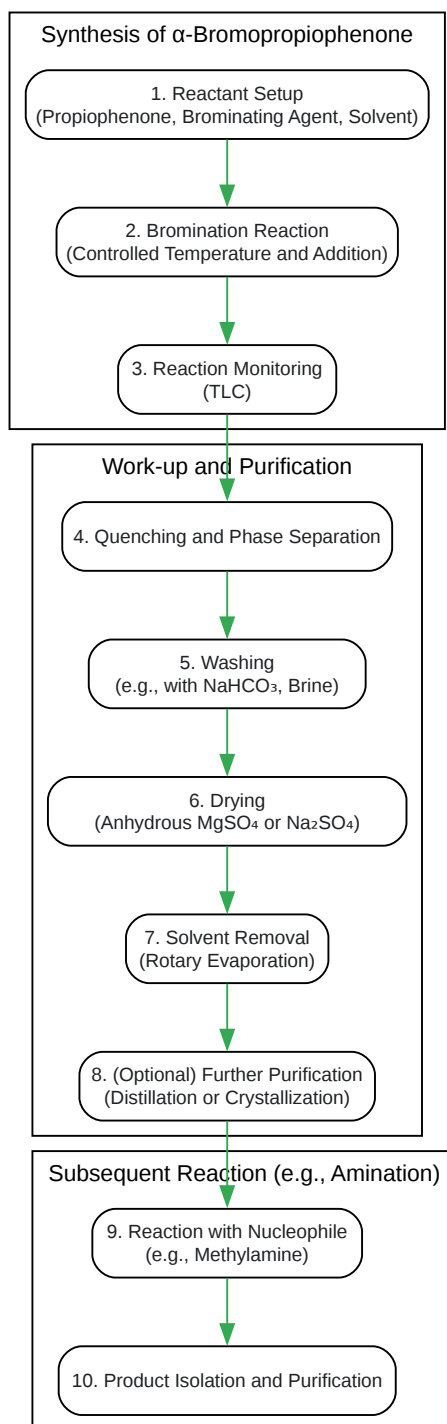 Synthesis of α-Bromopropiophenone
1. Reactant Setup
(Propiophenone, Brominating Agent, Solvent)
2. Bromination Reaction
(Controlled Temperature and Addition)
3. Reaction Monitoring
(TLC)
Work-up and Purification
4. Quenching and Phase Separation
5. Washing
(e.g., with NaHCO₃, Brine)
6. Drying
(Anhydrous MgSO₄ or Na₂SO₄)
7. Solvent Removal
(Rotary Evaporation)
8. (Optional) Further Purification
(Distillation or Crystallization)
Subsequent Reaction (e.g., Amination)
9. Reaction with Nucleophile
(e.g., Methylamine)
10. Product Isolation and Purification